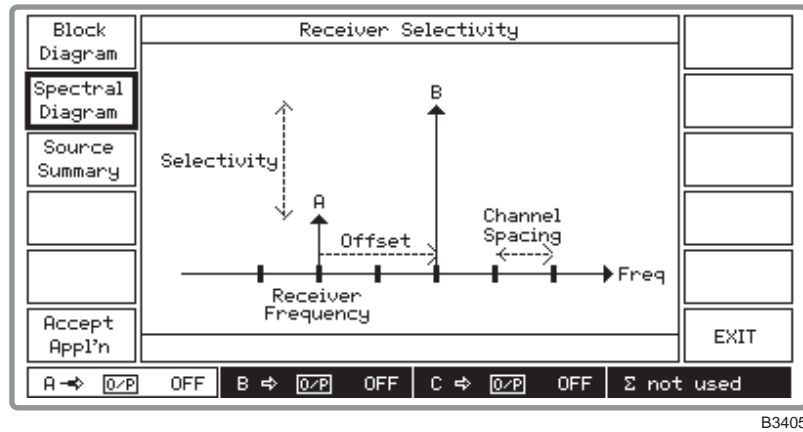 Block
Diagram
Receiver Selectivity
Spectral
Diagram
B
Source
Summary
Selectivity
A
Offset
Channel
Spacing
Freq
Receiver
Frequency
Accept
Appl'n
EXIT
A O/P OFF
B ⇨ O/P OFF
C ⇨ O/P OFF
Σ not used
B3405